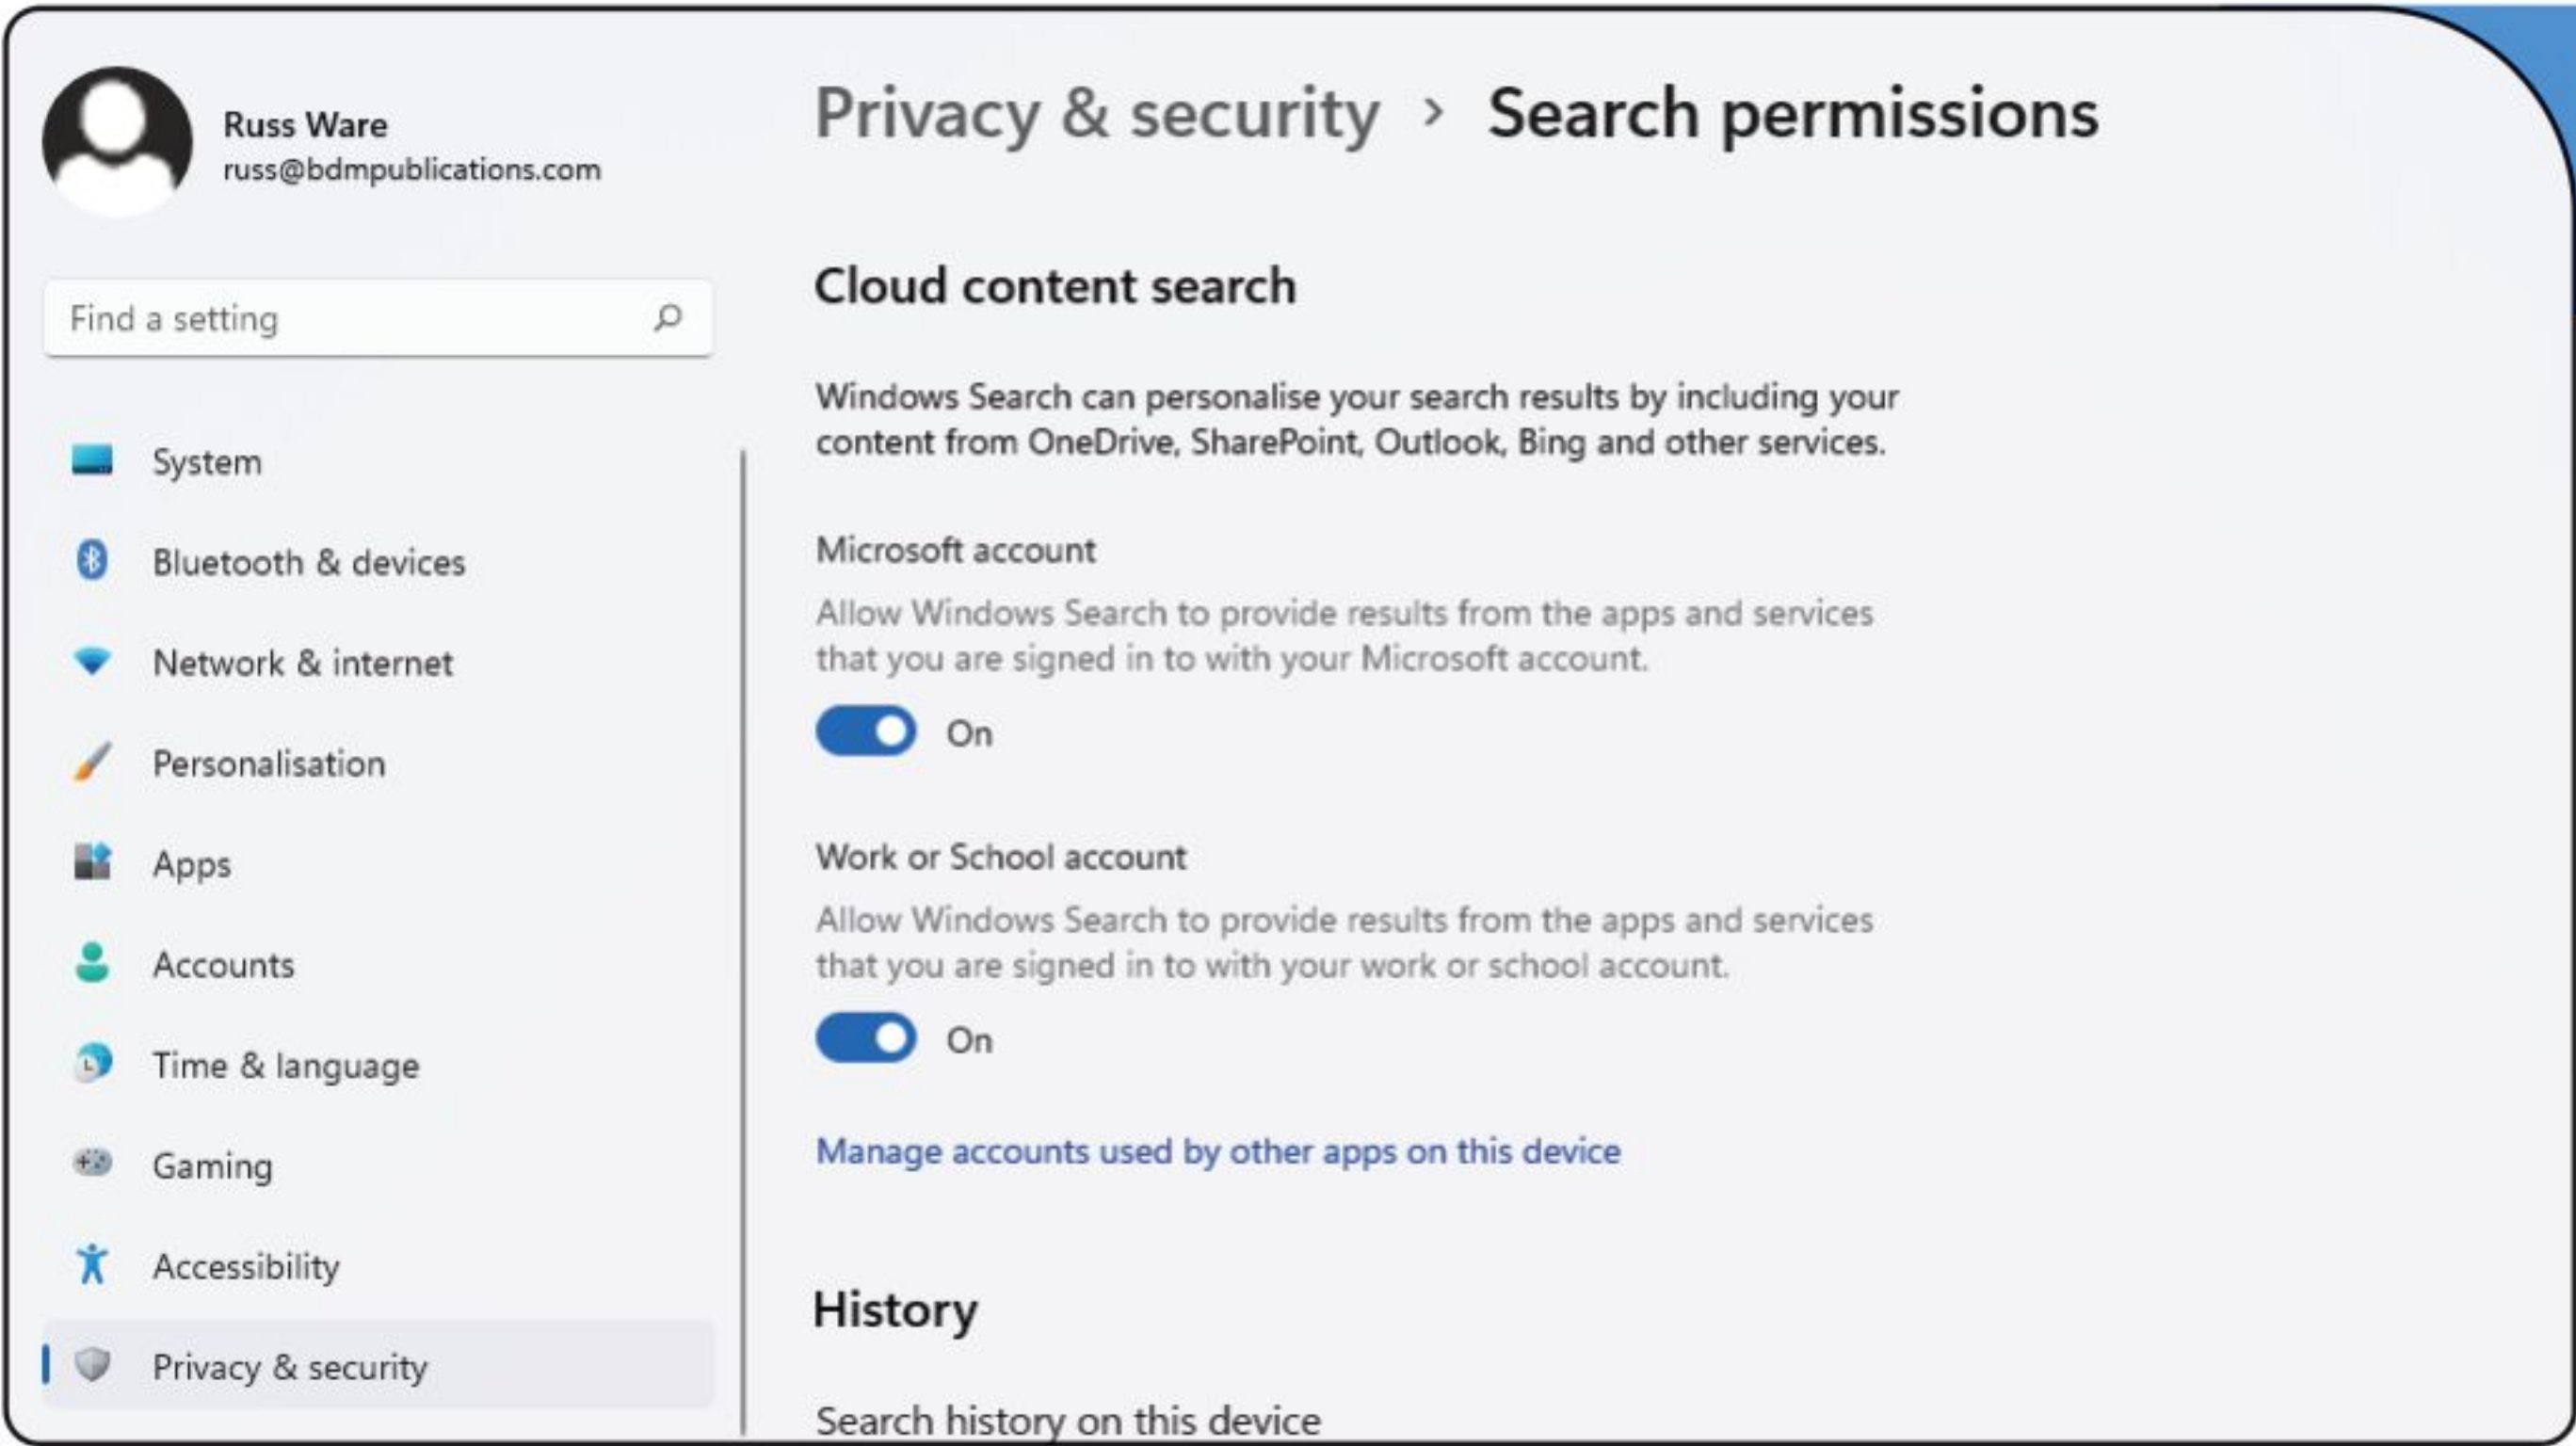 Russ Ware
russ@bdmpublications.com
Find a setting
System
Bluetooth & devices
Network & internet
Personalisation
Apps
Accounts
Time & language
Gaming
Accessibility
Privacy & security
Privacy & security > Search permissions
Cloud content search
Windows Search can personalise your search results by including your
content from OneDrive, SharePoint, Outlook, Bing and other services.
Microsoft account
Allow Windows Search to provide results from the apps and services
that you are signed in to with your Microsoft account.
On
Work or School account
Allow Windows Search to provide results from the apps and services
that you are signed in to with your work or school account.
On
Manage accounts used by other apps on this device
History
Search history on this device